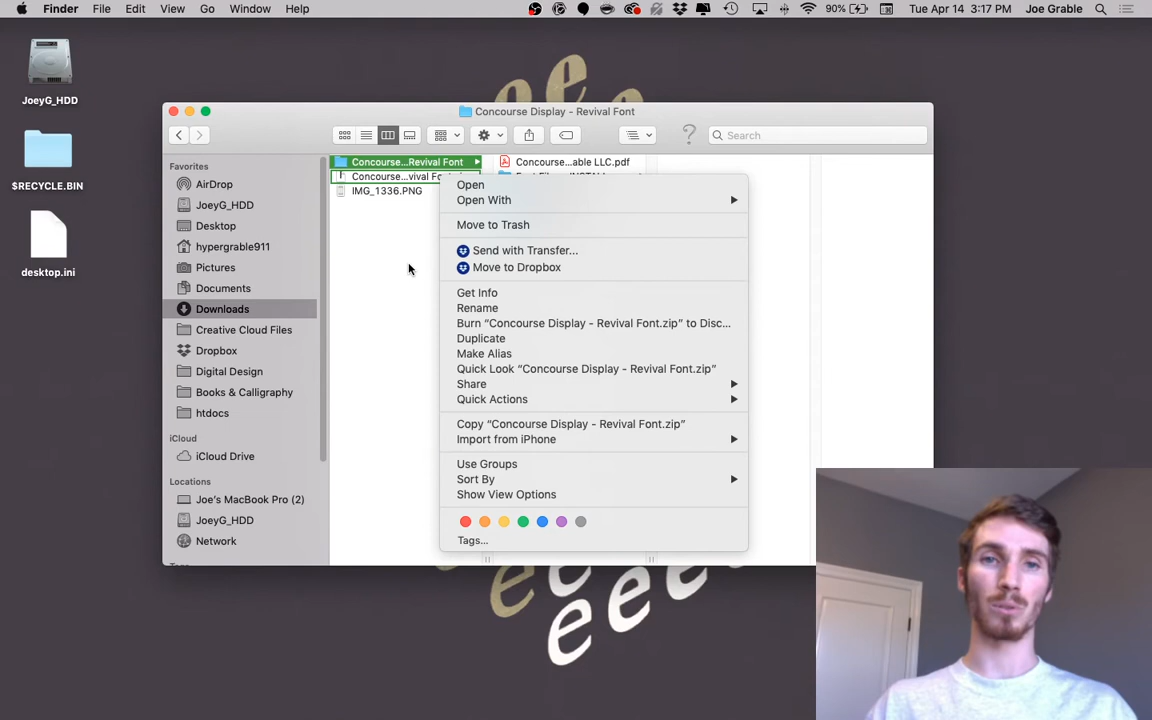 Finder File Edit View Go Window Help 90% Tue Apr 14 3:17 PM Joe Grable
JoeyG_HDD
$RECYCLE.BIN
desktop.ini
Concourse Display - Revival Font
Search
Favorites
AirDrop
JoeyG_HDD
Desktop
hypergrable911
Pictures
Documents
Downloads
Creative Cloud Files
Dropbox
Digital Design
Books & Calligraphy
htdocs
iCloud
iCloud Drive
Locations
Joe's MacBook Pro (2)
JoeyG_HDD
Network
Concourse...Revival Font
IMG_1336.PNG
Concourse...able LLC.pdf
Open
Open With
Move to Trash
Send with Transfer...
Move to Dropbox
Get Info
Rename
Burn “Concourse Display - Revival Font.zip” to Disc...
Duplicate
Make Alias
Quick Look “Concourse Display - Revival Font.zip”
Share
Quick Actions
Copy “Concourse Display - Revival Font.zip”
Import from iPhone
Use Groups
Sort By
Show View Options
Tags...